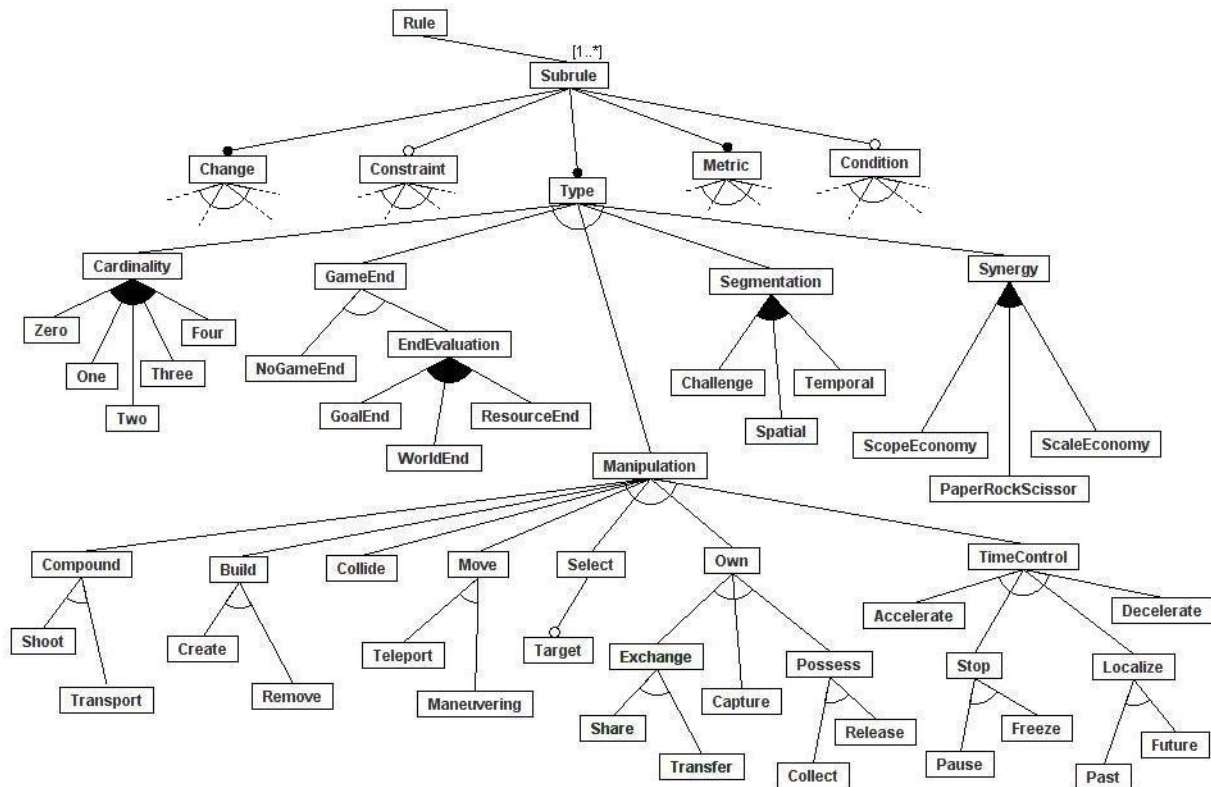 Rule
[1..*]
Subrule
Change
Constraint
Type
Metric
Condition
Cardinality
GameEnd
Segmentation
Synergy
Zero
One
Two
Three
Four
NoGameEnd
EndEvaluation
GoalEnd
WorldEnd
ResourceEnd
Challenge
Spatial
Temporal
ScopeEconomy
PaperRockScissor
ScaleEconomy
Manipulation
Compound
Build
Collide
Move
Select
Own
TimeControl
Shoot
Transport
Create
Remove
Teleport
Maneuvering
Target
Exchange
Capture
Possess
Accelerate
Stop
Localize
Decelerate
Share
Transfer
Collect
Release
Pause
Freeze
Past
Future